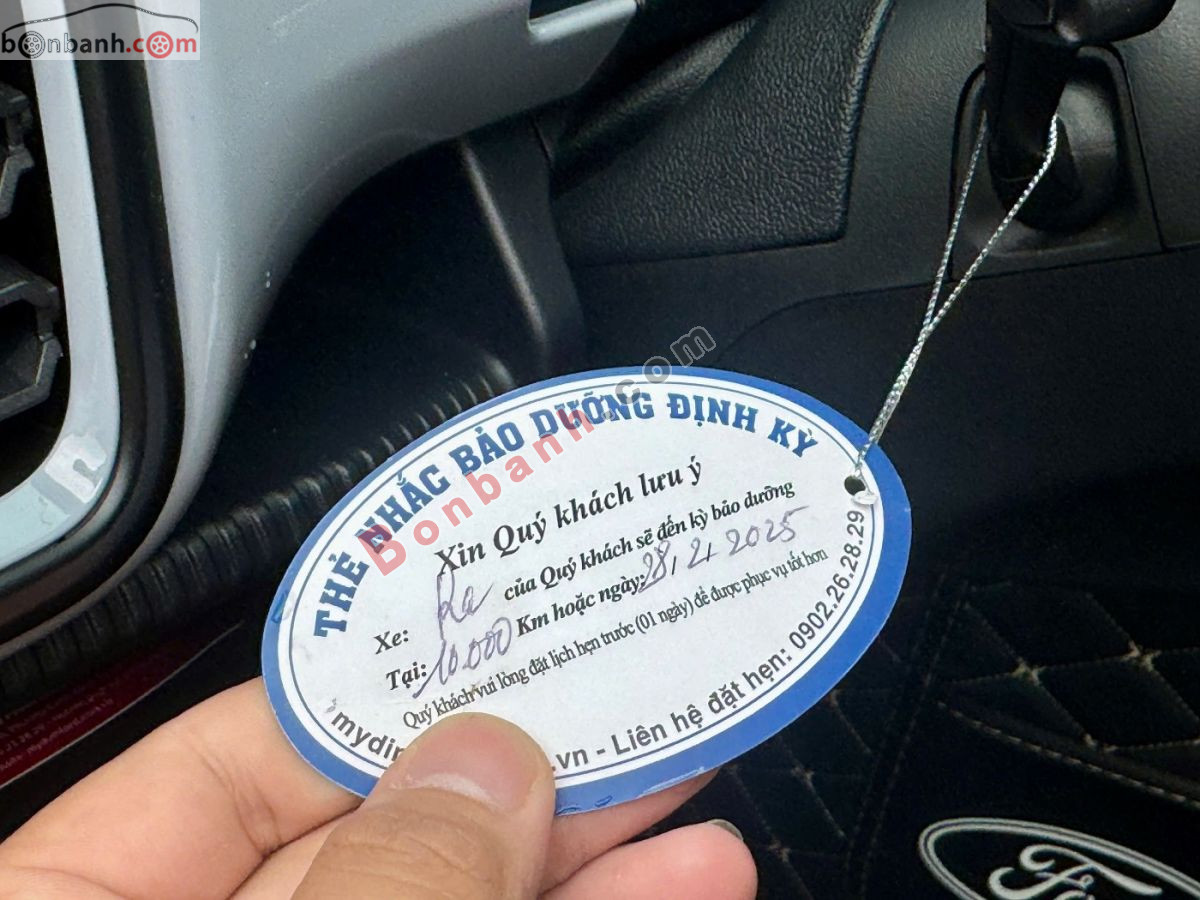 bonbanh.com
THẺ NHẮC BẢO DƯỠNG ĐỊNH KỲ
Bonbanh.com
Xin Quý khách lưu ý
Xe: của Quý khách sẽ đến kỳ bảo dưỡng
Tại: 10.000 Km hoặc ngày: 28, 2, 2025
Quý khách vui lòng đặt lịch hẹn trước (01 ngày) để được phục vụ tốt hơn
.vn - Liên hệ đặt hẹn: 0902.26.28.29